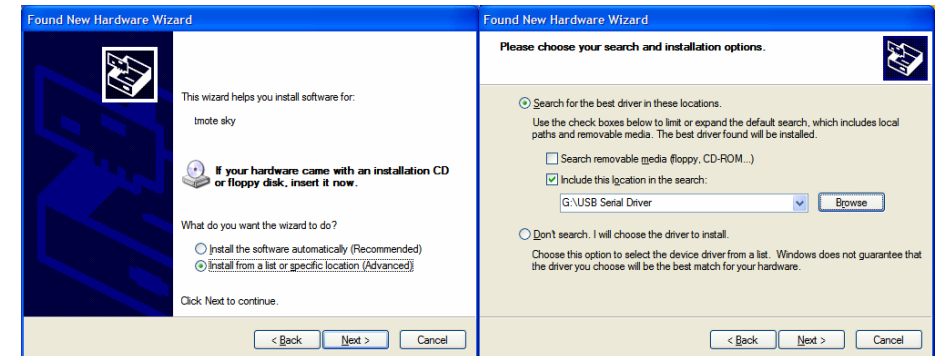 Found New Hardware Wizard
This wizard helps you install software for:
tmote sky
If your hardware came with an installation CD
or floppy disk, insert it now.
What do you want the wizard to do?
Install the software automatically (Recommended)
Install from a list or specific location (Advanced)
Click Next to continue.
< Back
Next >
Cancel
Found New Hardware Wizard
Please choose your search and installation options.
Search for the best driver in these locations.
Use the check boxes below to limit or expand the default search, which includes local
paths and removable media. The best driver found will be installed.
Search removable media (floppy, CD-ROM...)
Include this location in the search:
G:\USB Serial Driver
Browse
Don't search. I will choose the driver to install.
Choose this option to select the device driver from a list. Windows does not guarantee that
the driver you choose will be the best match for your hardware.
< Back
Next >
Cancel